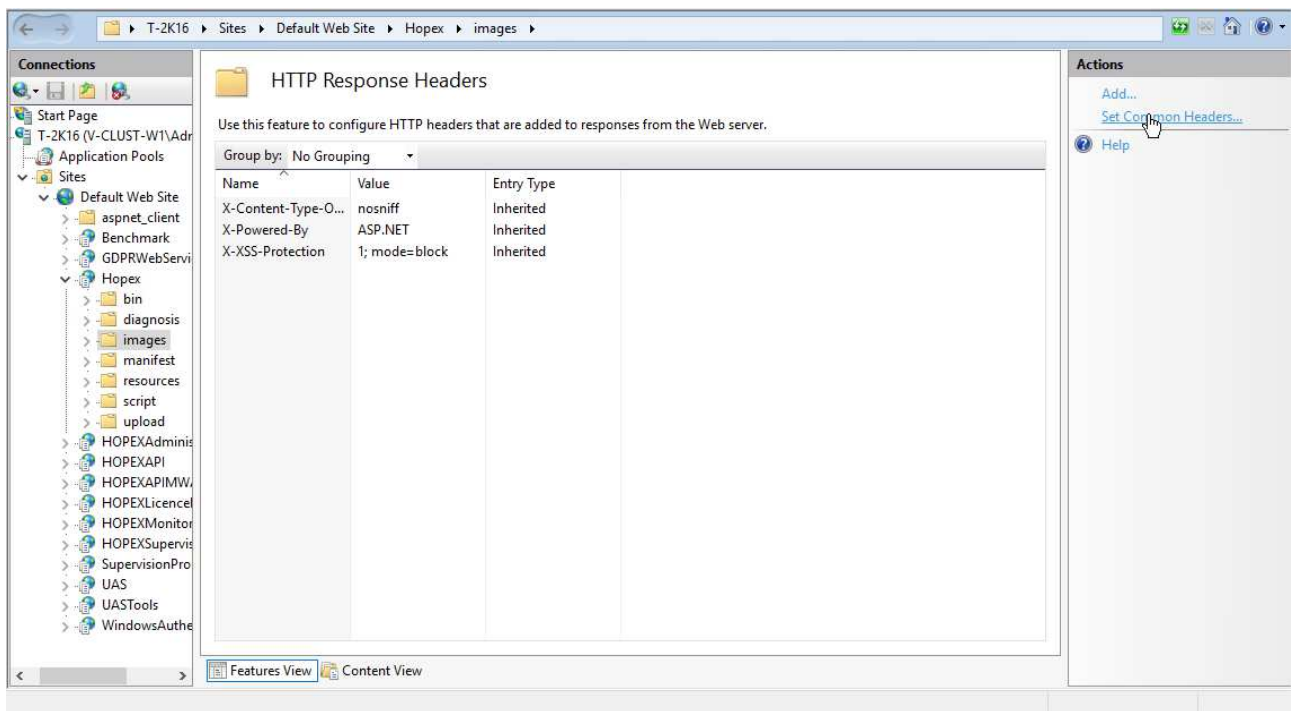 T-2K16 Sites Default Web Site Hopex images
Connections
Start Page
T-2K16 (V-CLUST-W1\Adr
Application Pools
Sites
Default Web Site
aspnet_client
Benchmark
GDPRWebServi
Hopex
bin
diagnosis
images
manifest
resources
script
upload
HOPEXAdminis
HOPEXAPI
HOPEXAPIMW
HOPEXLicence
HOPEXMonitor
HOPEXSupervis
SupervisionPro
UAS
UASTools
WindowsAuthe
HTTP Response Headers
Use this feature to configure HTTP headers that are added to responses from the Web server.
Group by: No Grouping
Name Value Entry Type
X-Content-Type-O... nosniff Inherited
X-Powered-By ASP.NET Inherited
X-XSS-Protection 1; mode=block Inherited
Features View Content View
Actions
Add...
Set Common Headers...
Help